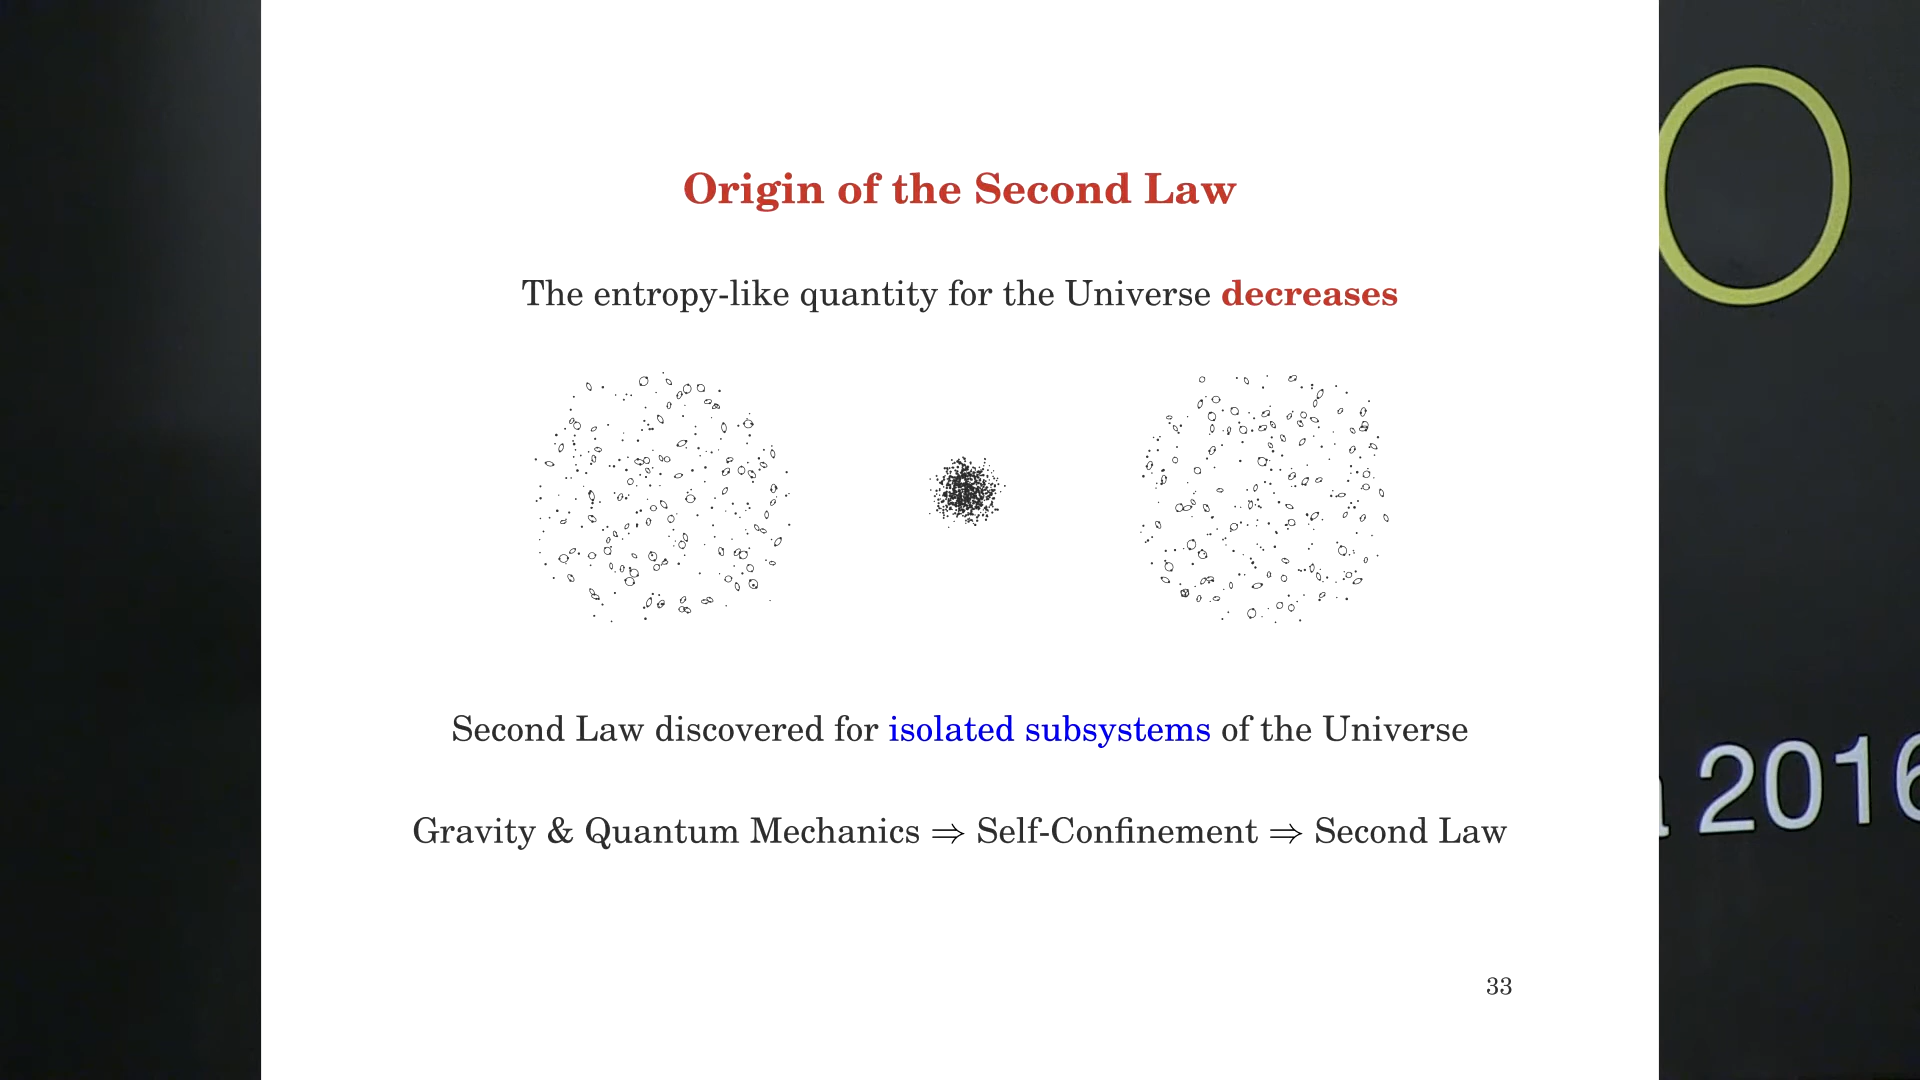 Origin of the Second Law
The entropy-like quantity for the Universe decreases
Second Law discovered for isolated subsystems of the Universe
Gravity & Quantum Mechanics ⇒ Self-Confinement ⇒ Second Law
33
2016